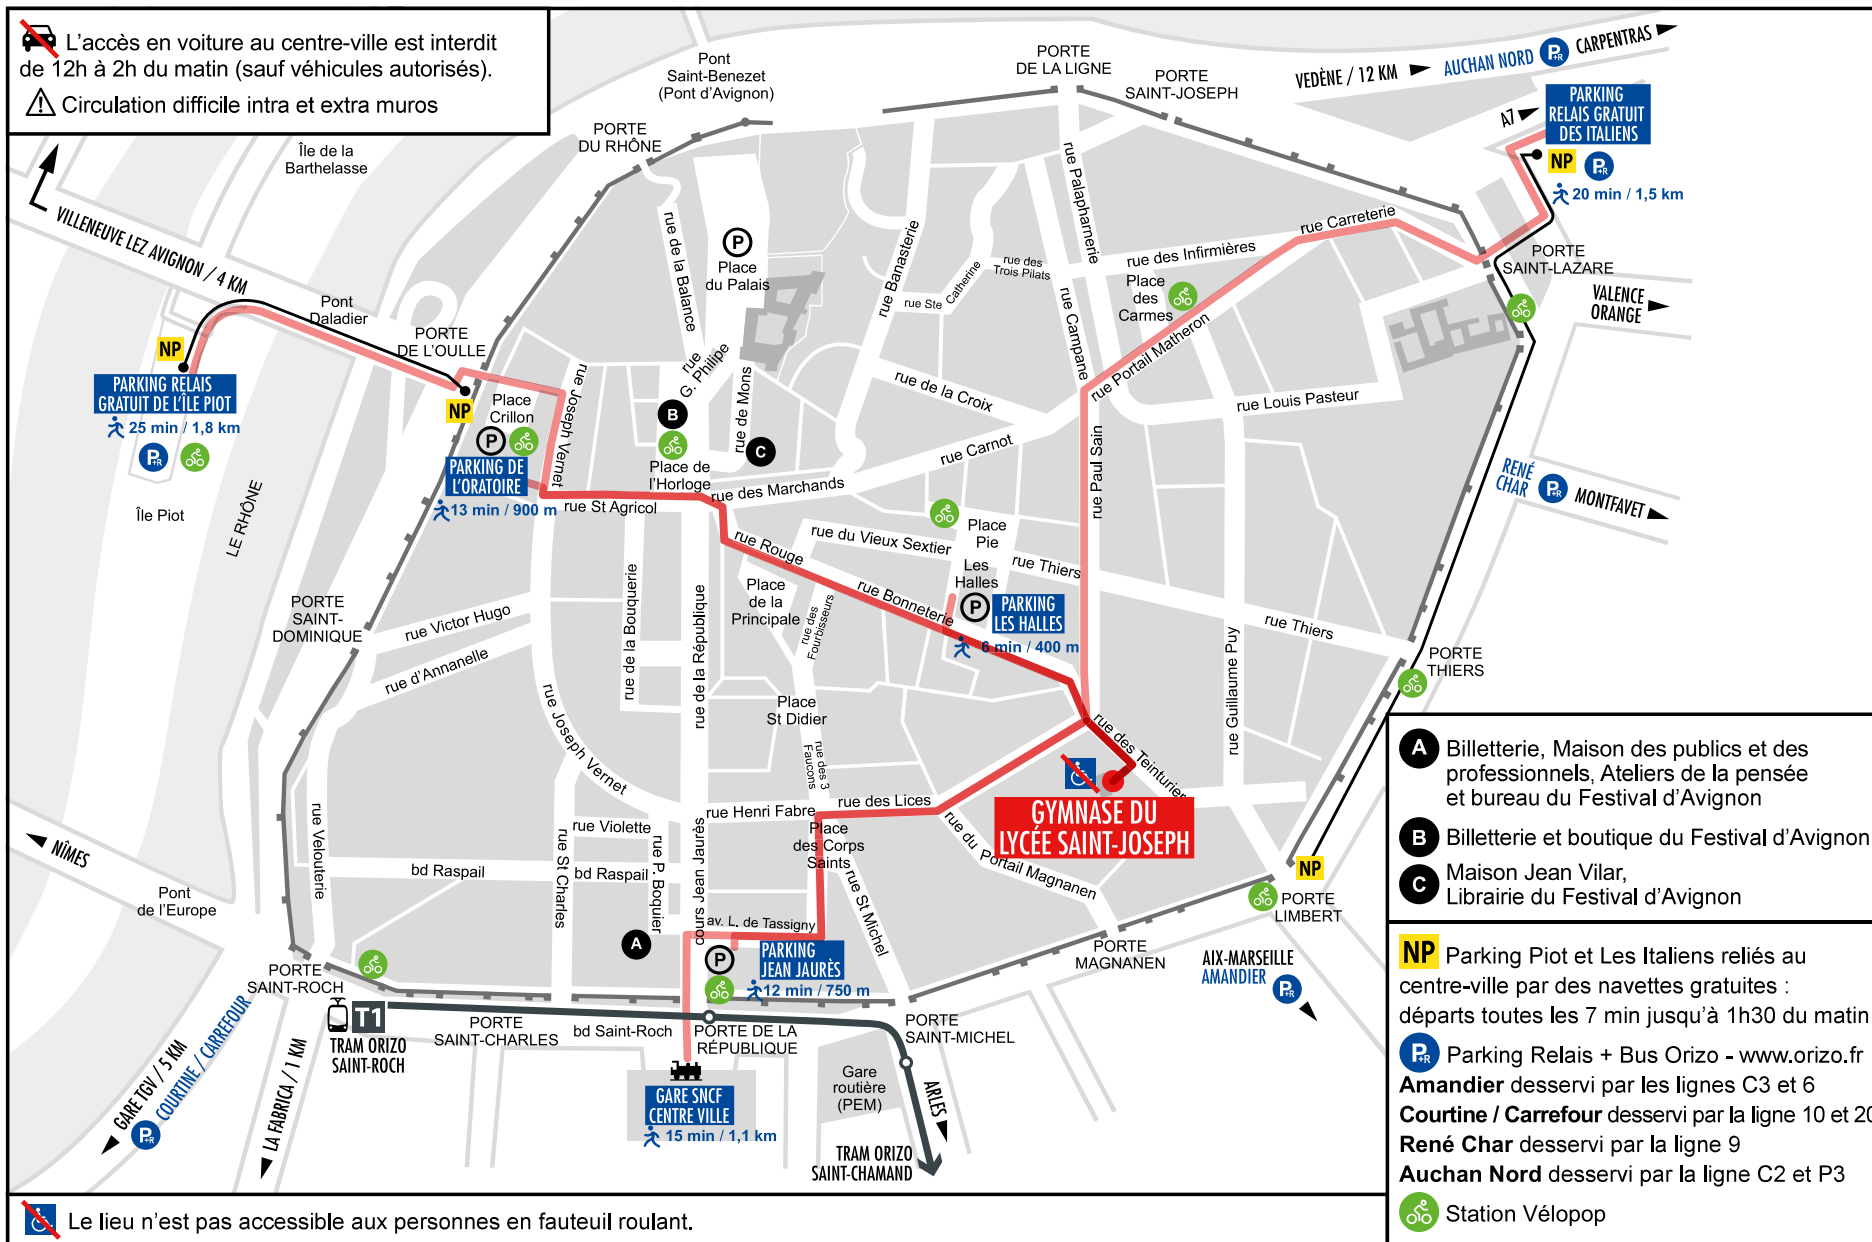 L'accès en voiture au centre-ville est interdit
de 12h à 2h du matin (sauf véhicules autorisés).
Circulation difficile intra et extra muros
Pont
Saint-Benezet
(Pont d'Avignon)
PORTE
DE LA LIGNE
PORTE
SAINT-JOSEPH
VEDÈNE / 12 KM
AUCHAN NORD
P+R
CARPENTRAS
A7
PARKING
RELAIS GRATUIT
DES ITALIENS
NP
P+R
20 min / 1,5 km
PORTE
DU RHÔNE
Île de la
Barthelasse
VILLENEUVE LEZ AVIGNON / 4 KM
Pont
Daladier
PORTE
DE L'OULLE
NP
PARKING RELAIS
GRATUIT DE L'ÎLE PIOT
25 min / 1,8 km
P+R
Île Piot
LE RHÔNE
NP
Place
Crillon
P
PARKING DE
L'ORATOIRE
13 min / 900 m
rue Joseph Vernet
rue St Agricol
rue de la Balance
P
Place
du Palais
rue
G. Philipe
B
Place de
l'Horloge
rue de Mons
C
rue des Marchands
rue Banasterie
rue Ste
Catherine
rue des
Trois Pilats
rue Palapharnerie
rue Campane
rue des Infirmières
rue Carreterie
Place
des
Carmes
rue Portail Matheron
PORTE
SAINT-LAZARE
VALENCE
ORANGE
rue de la Croix
rue Carnot
rue Louis Pasteur
rue Paul Sain
RENÉ
CHAR
P+R
MONTFAVET
rue du Vieux Sextier
Place
Pie
rue Thiers
Les
Halles
P
PARKING
LES HALLES
6 min / 400 m
rue Rouge
rue Bonneterie
Place
de la
Principale
rue des
Fourbisseurs
rue de la Bouquerie
rue de la République
PORTE
SAINT-
DOMINIQUE
rue Victor Hugo
rue d'Annanelle
rue Joseph Vernet
Place
St Didier
rue des 3
Faucons
rue Thiers
rue Guillaume Puy
PORTE
THIERS
rue des Teinturier
GYMNASE DU
LYCÉE SAINT-JOSEPH
rue Henri Fabre
rue des Lices
Place
des Corps
Saints
rue du Portail Magnanen
rue St Michel
rue Violette
bd Raspail
bd Raspail
rue P. Boquier
rue St Charles
cours Jean Jaurès
rue Velouterie
av. L. de Tassigny
A
P
PARKING
JEAN JAURÈS
12 min / 750 m
NP
PORTE
LIMBERT
PORTE
MAGNANEN
AIX-MARSEILLE
AMANDIER
P+R
NÎMES
Pont
de l'Europe
PORTE
SAINT-ROCH
T1
TRAM ORIZO
SAINT-ROCH
PORTE
SAINT-CHARLES
bd Saint-Roch
PORTE DE LA
RÉPUBLIQUE
PORTE
SAINT-MICHEL
GARE TGV / 5 KM
COURTINE / CARREFOUR
P+R
LA FABRICA / 1 KM
GARE SNCF
CENTRE VILLE
15 min / 1,1 km
Gare
routière
(PEM)
ARLES
TRAM ORIZO
SAINT-CHAMAND
A Billetterie, Maison des publics et des
professionnels, Ateliers de la pensée
et bureau du Festival d'Avignon
B Billetterie et boutique du Festival d'Avignon
C Maison Jean Vilar,
Librairie du Festival d'Avignon
NP Parking Piot et Les Italiens reliés au
centre-ville par des navettes gratuites :
départs toutes les 7 min jusqu'à 1h30 du matin
P+R Parking Relais + Bus Orizo - www.orizo.fr
Amandier desservi par les lignes C3 et 6
Courtine / Carrefour desservi par la ligne 10 et 20
René Char desservi par la ligne 9
Auchan Nord desservi par la ligne C2 et P3
Station Vélopop
Le lieu n'est pas accessible aux personnes en fauteuil roulant.